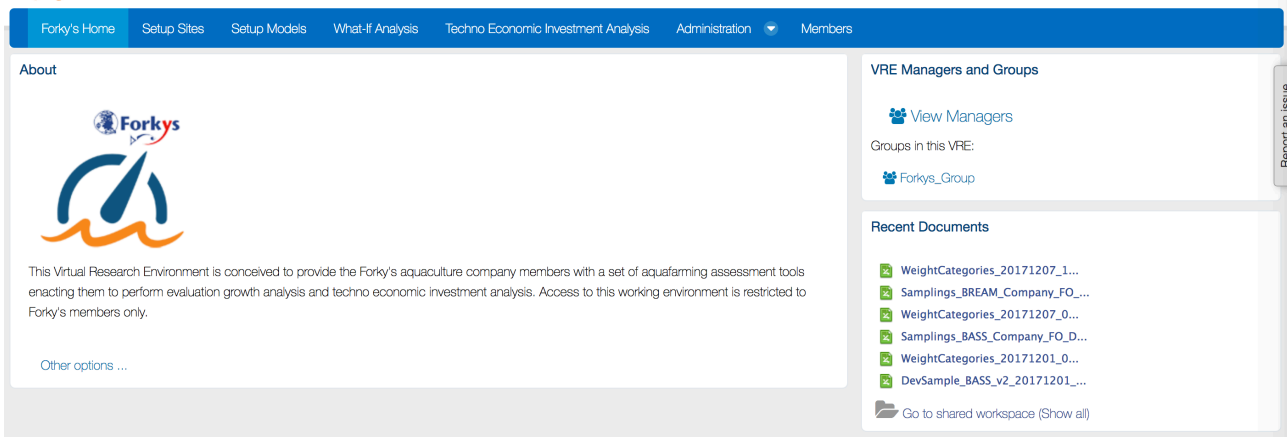 Forky's Home Setup Sites Setup Models What-If Analysis Techno Economic Investment Analysis Administration Members
About
Forkys
This Virtual Research Environment is conceived to provide the Forky's aquaculture company members with a set of aquafarming assessment tools
enacting them to perform evaluation growth analysis and techno economic investment analysis. Access to this working environment is restricted to
Forky's members only.
Other options ...
VRE Managers and Groups
View Managers
Groups in this VRE:
Forkys_Group
Recent Documents
WeightCategories_20171207_1...
Samplings_BREAM_Company_FO_...
WeightCategories_20171207_0...
Samplings_BASS_Company_FO_D...
WeightCategories_20171201_0...
DevSample_BASS_v2_20171201_...
Go to shared workspace (Show all)
Report an issue